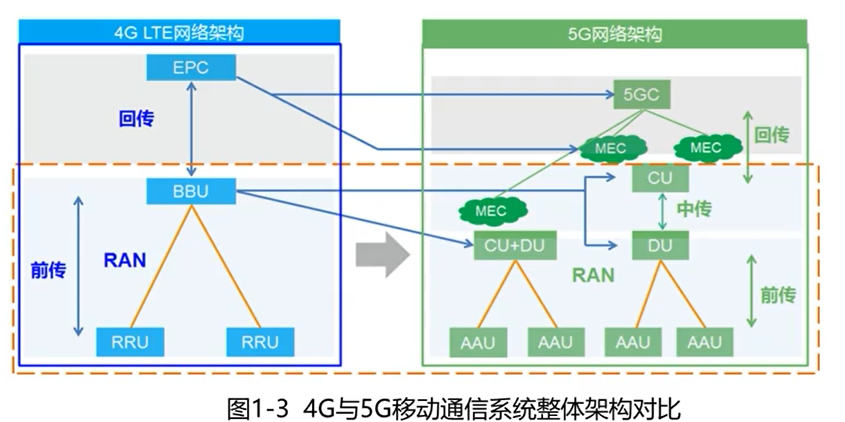 4G LTE网络架构
5G网络架构
EPC
5GC
回传
回传
MEC
MEC
BBU
CU
MEC
中传
前传
RAN
CU+DU
DU
RAN
前传
RRU
RRU
AAU
AAU
AAU
AAU
图1-3 4G与5G移动通信系统整体架构对比